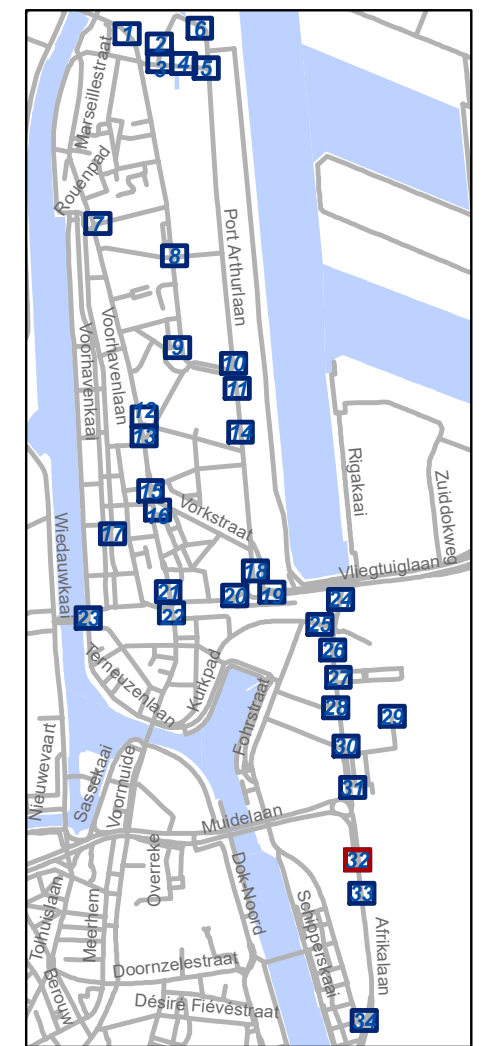 1
2
6
3
4
5
Marseillestraat
Rouenpad
7
Port Arthurlaan
8
Voorhavenlaan
Voorhavenkaai
9
10
11
12
13
14
Rigakaai
Zuiddokweg
15
16
Vorkstraat
17
Wiedauwkaai
18
Vliegtuiglaan
19
20
21
22
23
24
25
26
27
28
29
30
31
Terneuzenlaan
Kurkpad
Fohrstraat
Nieuwevaart
Sassekaai
Voormuide
Muidelaan
32
33
Overreke
Dok-Noord
Schipperskaai
Afrikalaan
Tolhuislaan
Meerhem
Doornzelestraat
Berouw
Désiré Fiévéstraat
34